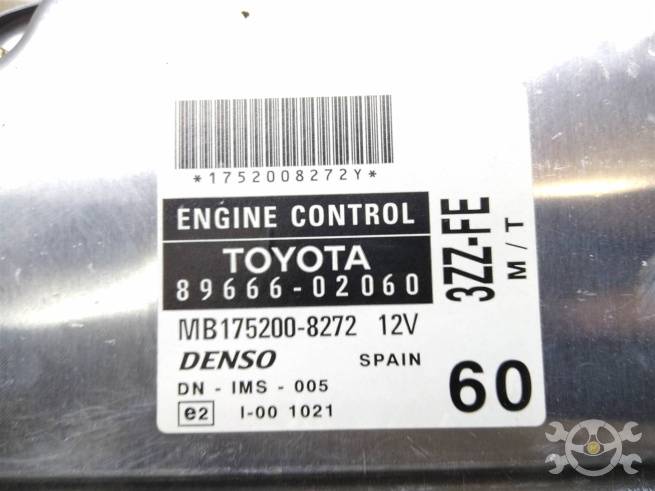 *1752008272Y*
ENGINE CONTROL
TOYOTA
89666-02060
3ZZ-FE
M/T
MB175200-8272 12V
DENSO SPAIN
DN - IMS - 005
e2 I-00 1021
60